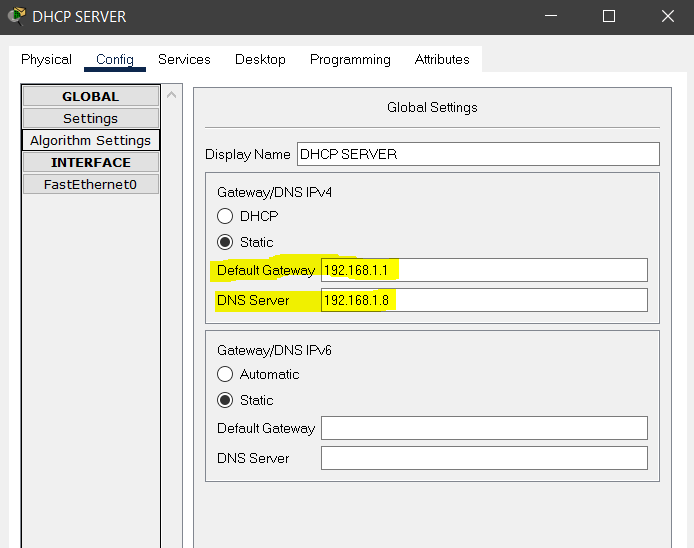 DHCP SERVER
Physical Config Services Desktop Programming Attributes
GLOBAL
Settings
Algorithm Settings
INTERFACE
FastEthernet0
Global Settings
Display Name DHCP SERVER
Gateway/DNS IPv4
DHCP
Static
Default Gateway 192.168.1.1
DNS Server 192.168.1.8
Gateway/DNS IPv6
Automatic
Static
Default Gateway
DNS Server